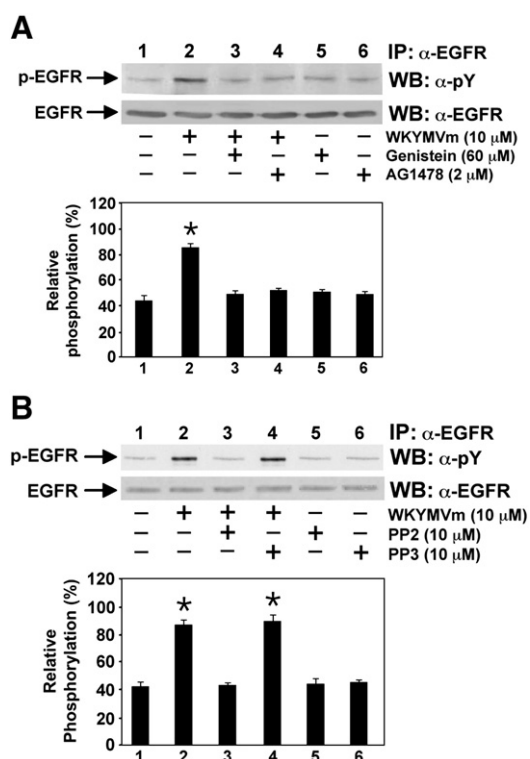 A
1 2 3 4 5 6 IP: α-EGFR
p-EGFR WB: α-pY
EGFR WB: α-EGFR
– + + + – – WKYMVm (10 μM)
– – + – + – Genistein (60 μM)
– – – + – + AG1478 (2 μM)
Relative
phosphorylation (%)
120
100
80
60
40
20
0
*
1 2 3 4 5 6
B
1 2 3 4 5 6 IP: α-EGFR
p-EGFR WB: α-pY
EGFR WB: α-EGFR
– + + + – – WKYMVm (10 μM)
– – + – + – PP2 (10 μM)
– – – + – + PP3 (10 μM)
Relative
Phosphorylation (%)
120
100
80
60
40
20
0
* *
1 2 3 4 5 6